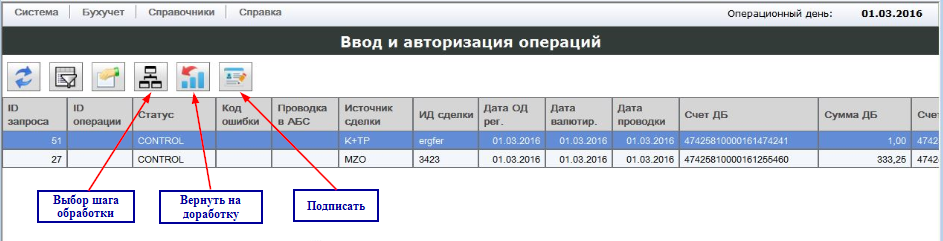 Система Бухучет Справочники Справка Операционный день: 01.03.2016
Ввод и авторизация операций
ID запроса ID операции Статус Код ошибки Проводка в АБС Источник сделки ИД сделки Дата ОД рег. Дата валютир. Дата проводки Счет ДБ Сумма ДБ Счет
51 CONTROL K+TP ergfer 01.03.2016 01.03.2016 01.03.2016 47425810000161474241 1,00 4742
27 CONTROL MZO 3423 01.03.2016 01.03.2016 01.03.2016 47425810000161255460 333,25 4742
Выбор шага
обработки
Вернуть на
доработку
Подписать